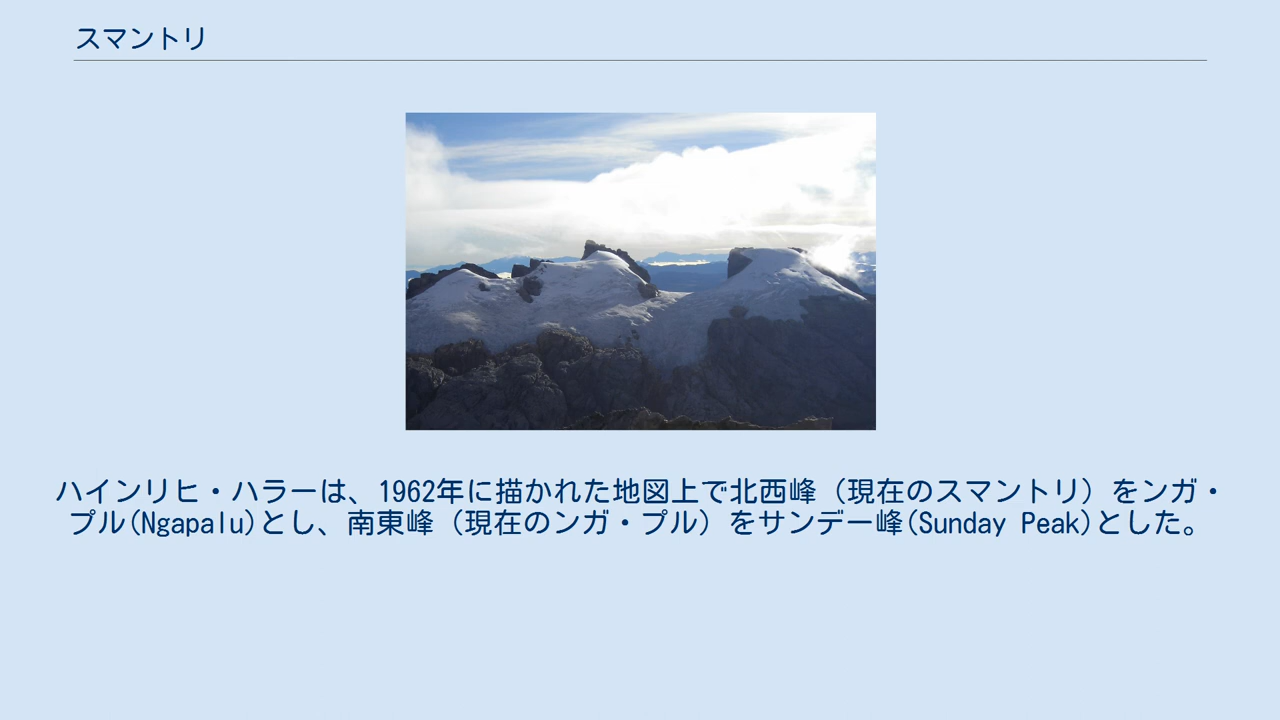 スマントリ
ハインリヒ・ハラーは、1962年に描かれた地図上で北西峰（現在のスマントリ）をンガ・
プル(Ngapalu)とし、南東峰（現在のンガ・プル）をサンデー峰(Sunday Peak)とした。